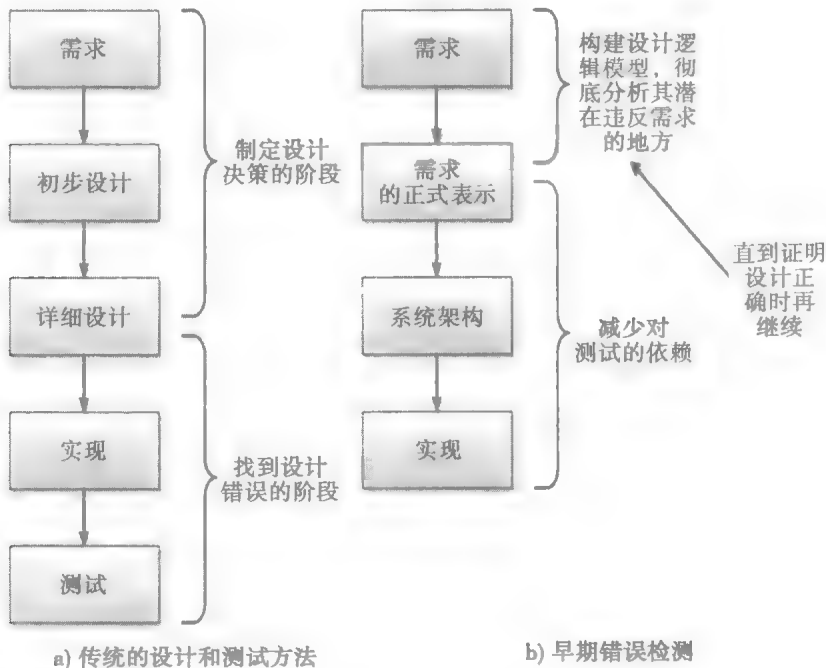 需求
初步设计
详细设计
实现
测试
制定设计
决策的阶段
找到设计
错误的阶段
a) 传统的设计和测试方法
需求
需求
的正式表示
系统架构
实现
构建设计逻
辑模型，彻
底分析其潜
在违反需求
的地方
减少对
测试的依赖
直到证明
设计正
确时再
继续
b) 早期错误检测